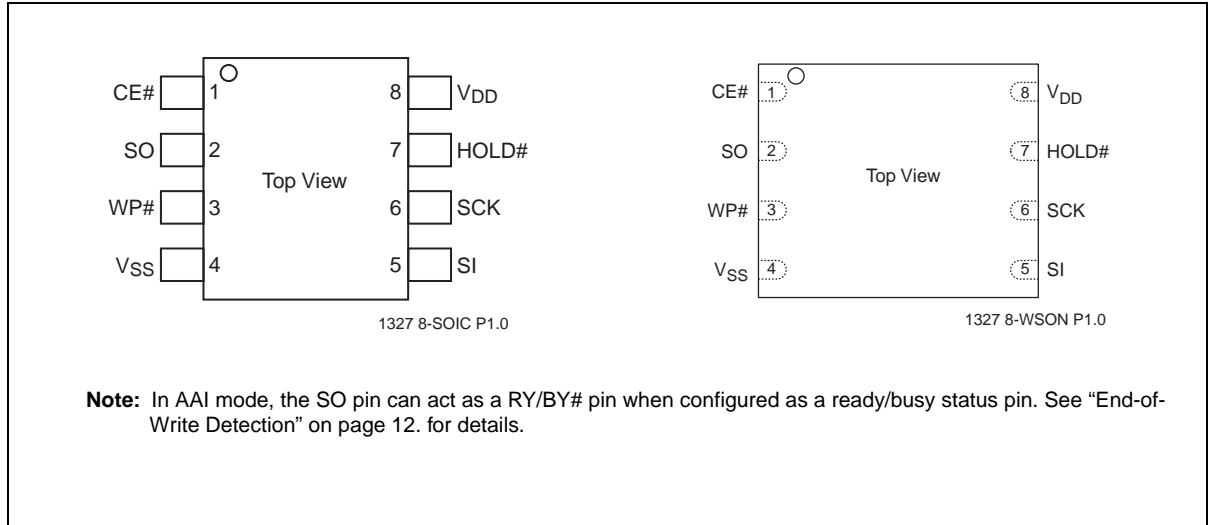 CE# 1 8 VDD
SO 2 7 HOLD#
Top View
WP# 3 6 SCK
VSS 4 5 SI
1327 8-SOIC P1.0
CE# 1 8 VDD
SO 2 7 HOLD#
Top View
WP# 3 6 SCK
VSS 4 5 SI
1327 8-WSON P1.0
Note: In AAI mode, the SO pin can act as a RY/BY# pin when configured as a ready/busy status pin. See “End-of-
Write Detection” on page 12. for details.